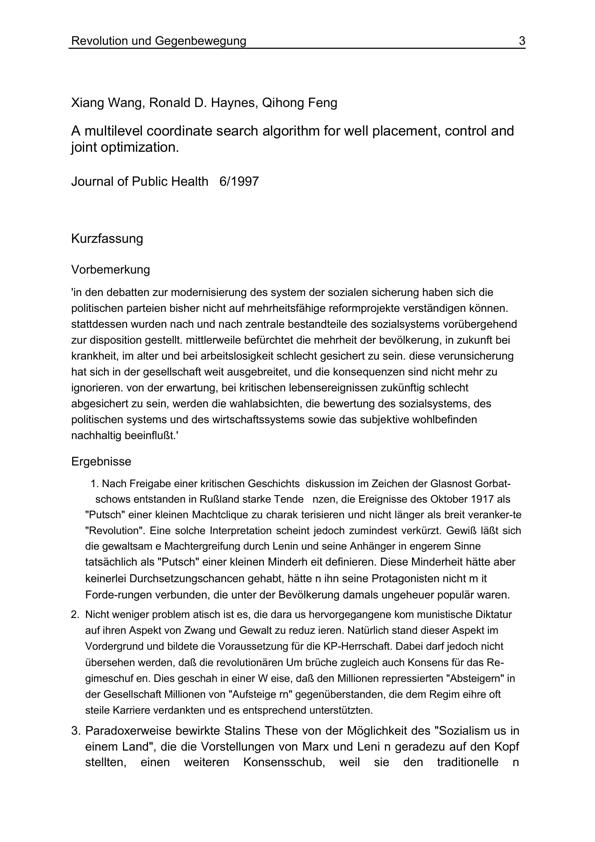 Revolution und Gegenbewegung 3
Xiang Wang, Ronald D. Haynes, Qihong Feng
A multilevel coordinate search algorithm for well placement, control and
joint optimization.
Journal of Public Health 6/1997
Kurzfassung
Vorbemerkung
'in den debatten zur modernisierung des system der sozialen sicherung haben sich die
politischen parteien bisher nicht auf mehrheitsfähige reformprojekte verständigen können.
stattdessen wurden nach und nach zentrale bestandteile des sozialsystems vorübergehend
zur disposition gestellt. mittlerweile befürchtet die mehrheit der bevölkerung, in zukunft bei
krankheit, im alter und bei arbeitslosigkeit schlecht gesichert zu sein. diese verunsicherung
hat sich in der gesellschaft weit ausgebreitet, und die konsequenzen sind nicht mehr zu
ignorieren. von der erwartung, bei kritischen lebensereignissen zukünftig schlecht
abgesichert zu sein, werden die wahlabsichten, die bewertung des sozialsystems, des
politischen systems und des wirtschaftssystems sowie das subjektive wohlbefinden
nachhaltig beeinflußt.'
Ergebnisse
1. Nach Freigabe einer kritischen Geschichts diskussion im Zeichen der Glasnost Gorbat-
schows entstanden in Rußland starke Tende nzen, die Ereignisse des Oktober 1917 als
"Putsch" einer kleinen Machtclique zu charak terisieren und nicht länger als breit veranker-te
"Revolution". Eine solche Interpretation scheint jedoch zumindest verkürzt. Gewiß läßt sich
die gewaltsam e Machtergreifung durch Lenin und seine Anhänger in engerem Sinne
tatsächlich als "Putsch" einer kleinen Minderh eit definieren. Diese Minderheit hätte aber
keinerlei Durchsetzungschancen gehabt, hätte n ihn seine Protagonisten nicht m it
Forde-rungen verbunden, die unter der Bevölkerung damals ungeheuer populär waren.
2. Nicht weniger problem atisch ist es, die dara us hervorgegangene kom munistische Diktatur
auf ihren Aspekt von Zwang und Gewalt zu reduz ieren. Natürlich stand dieser Aspekt im
Vordergrund und bildete die Voraussetzung für die KP-Herrschaft. Dabei darf jedoch nicht
übersehen werden, daß die revolutionären Um brüche zugleich auch Konsens für das Re-
gimeschuf en. Dies geschah in einer W eise, daß den Millionen repressierten "Absteigern" in
der Gesellschaft Millionen von "Aufsteige rn" gegenüberstanden, die dem Regim eihre oft
steile Karriere verdankten und es entsprechend unterstützten.
3. Paradoxerweise bewirkte Stalins These von der Möglichkeit des "Sozialism us in
einem Land", die die Vorstellungen von Marx und Leni n geradezu auf den Kopf
stellten, einen weiteren Konsensschub, weil sie den traditionelle n